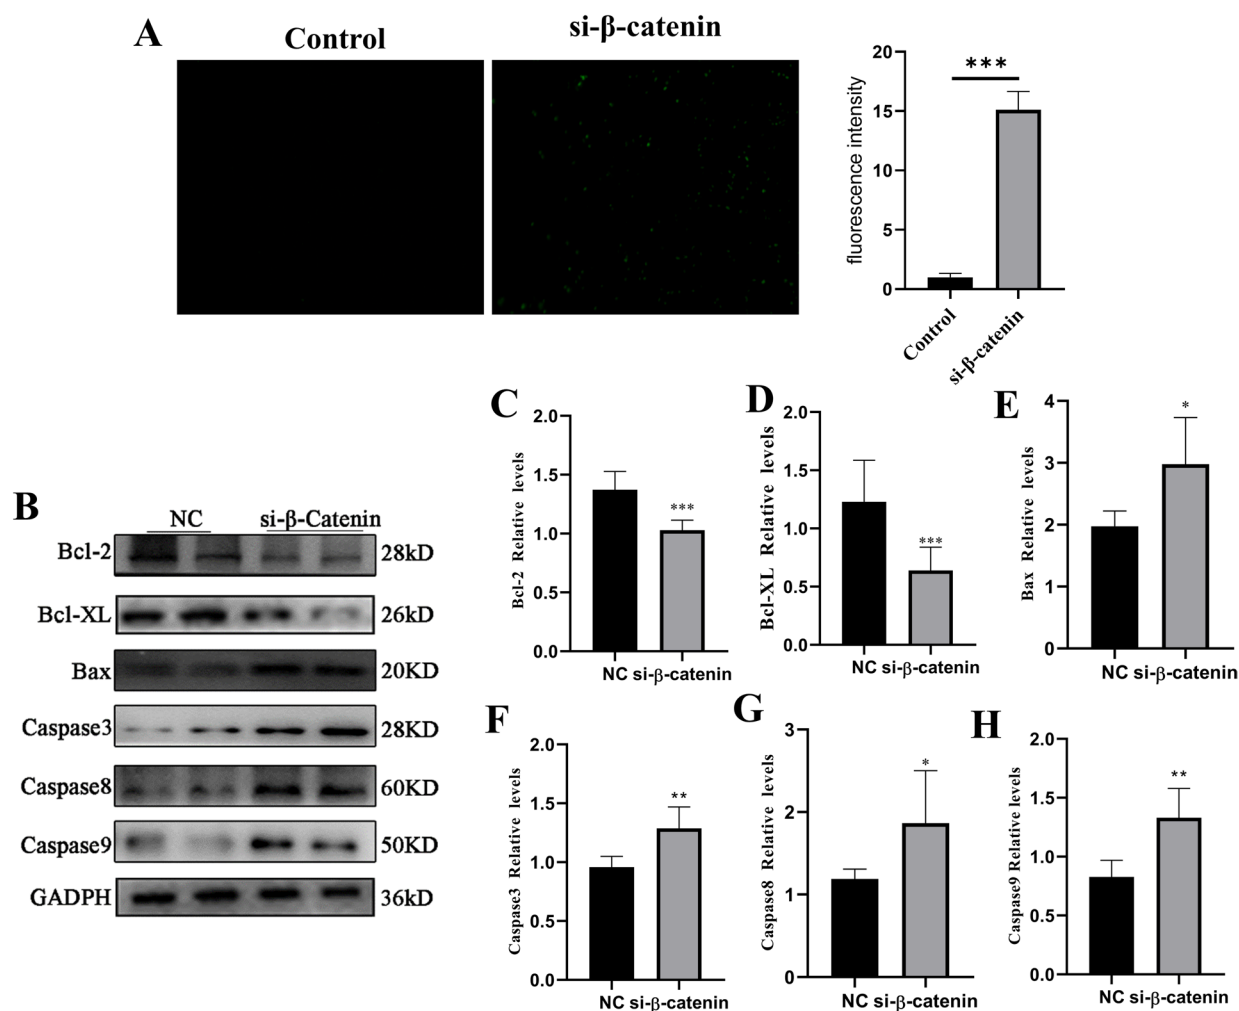 A
Control
si-β-catenin
fluorescence intensity
20
15
10
5
0
***
Control
si-β-catenin
B
NC si-β-Catenin
Bcl-2 28kD
Bcl-XL 26kD
Bax 20KD
Caspase3 28KD
Caspase8 60KD
Caspase9 50KD
GADPH 36kD
C
Bcl-2 Relative levels
2.0
1.5
1.0
0.5
0.0
***
NC si-β-catenin
D
Bcl-XL Relative levels
2.0
1.5
1.0
0.5
0.0
***
NC si-β-catenin
E
Bax Relative levels
4
3
2
1
0
*
NC si-β-catenin
F
Caspase3 Relative levels
2.0
1.5
1.0
0.5
0.0
**
NC si-β-catenin
G
Caspase8 Relative levels
3
2
1
0
*
NC si-β-catenin
H
Caspase9 Relative levels
2.0
1.5
1.0
0.5
0.0
**
NC si-β-catenin